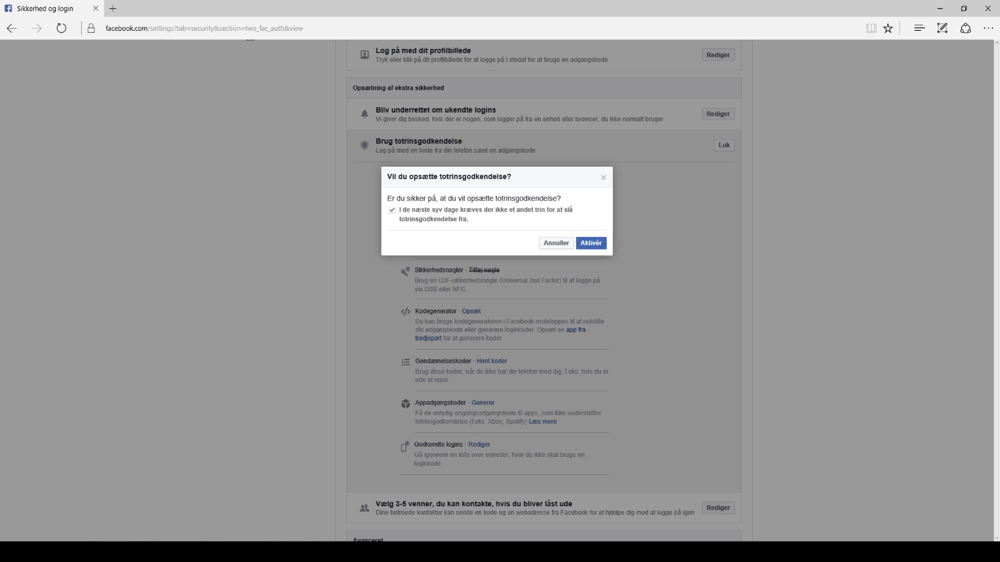 Sikkerhed og login
facebook.com/settings?tab=security&section=two_fac_auth&view
Log på med dit profilbillede
Tryk eller klik på dit profilbillede for at logge på i stedet for at bruge en adgangskode
Rediger
Opsætning af ekstra sikkerhed
Bliv underrettet om ukendte logins
Vi giver dig besked, hvis der er nogen, som logger på fra en enhed eller browser, du ikke normalt bruger
Rediger
Brug totrinsgodkendelse
Log på med en kode fra din telefon samt en adgangskode
Luk
Vil du opsætte totrinsgodkendelse?
Er du sikker på, at du vil opsætte totrinsgodkendelse?
I de næste syv dage kræves der ikke et andet trin for at slå
totrinsgodkendelse fra.
Annuller Aktivér
Sikkerhedsnøgler · Tilføj nøgle
Brug en U2F-sikkerhedsnøgle (Universal 2nd Factor) til at logge på
via USB eller NFC.
Kodegenerator · Opsæt
Du kan bruge kodegeneratoren i Facebook-mobilappen til at nulstille
din adgangskode eller generere loginkoder. Opsæt en app fra
tredjepart for at generere koder.
Gendannelseskoder · Hent koder
Brug disse koder, når du ikke har din telefon med dig, f.eks. hvis du er
ude at rejse.
Appadgangskoder · Generer
Få en entydig engangsadgangskode til apps, som ikke understøtter
totrinsgodkendelse (f.eks. Xbox, Spotify) Læs mere
Godkendte logins · Rediger
Gå igennem en liste over enheder, hvor du ikke skal bruge en
loginkode
Vælg 3-5 venner, du kan kontakte, hvis du bliver låst ude
Dine betroede kontakter kan sende en kode og en webadresse fra Facebook for at hjælpe dig med at logge på igen
Rediger
Avanceret